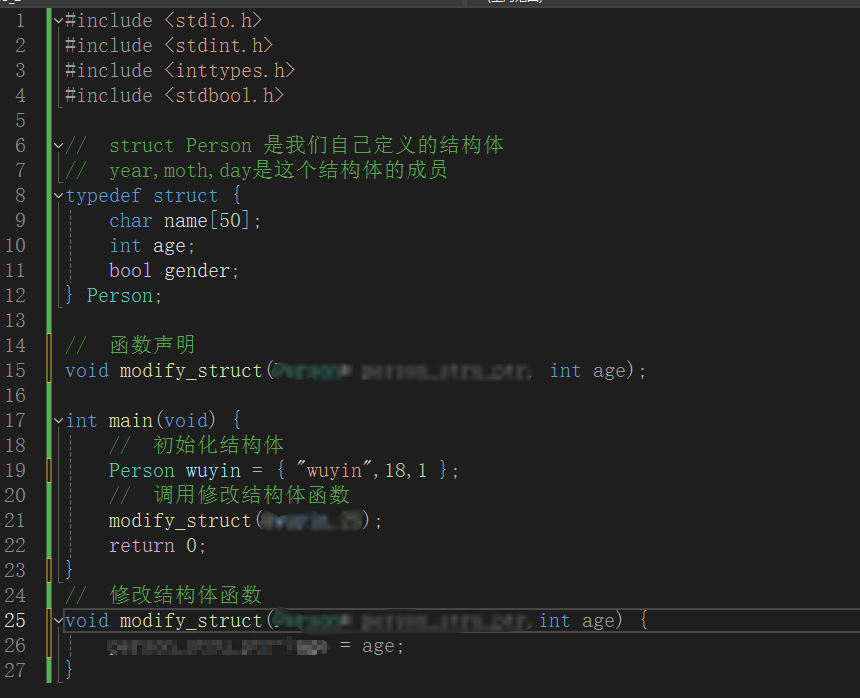 1 #include <stdio.h>
2 #include <stdint.h>
3 #include <inttypes.h>
4 #include <stdbool.h>
5
6 //  struct Person 是我们自己定义的结构体
7 //  year,moth,day是这个结构体的成员
8 typedef struct {
9     char name[50];
10     int age;
11     bool gender;
12 } Person;
13
14 //  函数声明
15 void modify_struct( int age);
16
17 int main(void) {
18     //  初始化结构体
19     Person wuyin = { "wuyin",18,1 };
20     //  调用修改结构体函数
21     modify_struct();
22     return 0;
23 }
24 //  修改结构体函数
25 void modify_struct( int age) {
26     = age;
27 }